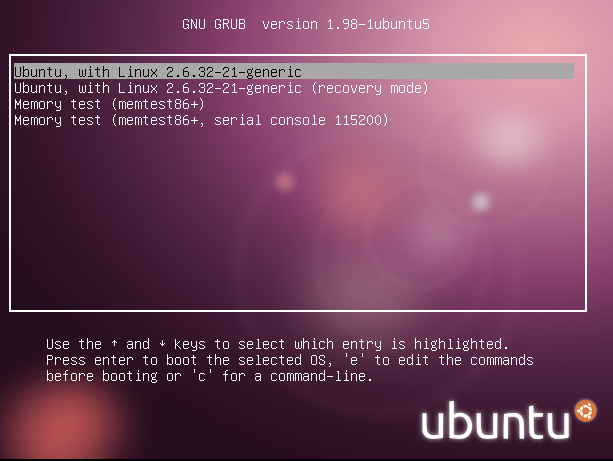 GNU GRUB  version 1.98-1ubuntu5
Ubuntu, with Linux 2.6.32-21-generic
Ubuntu, with Linux 2.6.32-21-generic (recovery mode)
Memory test (memtest86+)
Memory test (memtest86+, serial console 115200)
Use the ↑ and ↓ keys to select which entry is highlighted.
Press enter to boot the selected OS, 'e' to edit the commands
before booting or 'c' for a command-line.
ubuntu